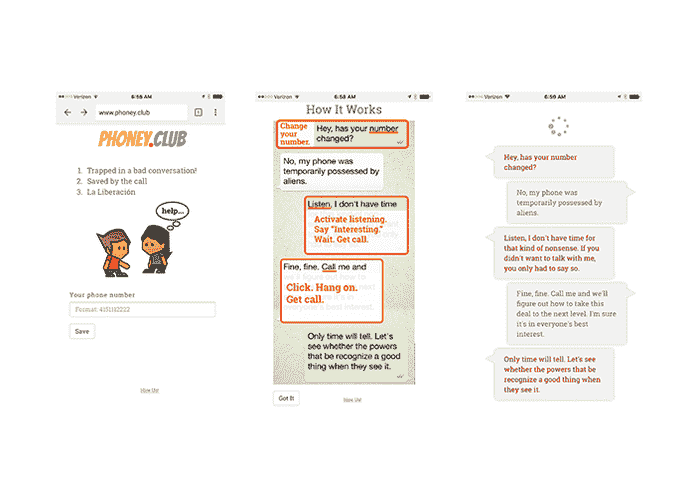 Verizon
6:58 AM
www.phoney.club
PHONEY.CLUB
1. Trapped in a bad conversation!
2. Saved by the call
3. La Liberación
help...
Your phone number
Format: 4151112222
Save
Verizon
6:58 AM
How It Works
Change your number.
Hey, has your number
changed?
No, my phone was
temporarily possessed by
aliens.
Listen, I don't have time
Activate listening.
Say "Interesting."
Wait. Get call.
Fine, fine. Call me and
Click. Hang on.
Get call.
Only time will tell. Let's
see whether the powers
that be recognize a good
thing when they see it.
Got It
Verizon
6:59 AM
Hey, has your number
changed?
No, my phone was
temporarily possessed by
aliens.
Listen, I don't have time for
that kind of nonsense. If you
didn't want to talk with me,
you only had to say so.
Fine, fine. Call me and we'll
figure out how to take this
deal to the next level. I'm sure
it's in everyone's best interest.
Only time will tell. Let's see
whether the powers that be
recognize a good thing when
they see it.